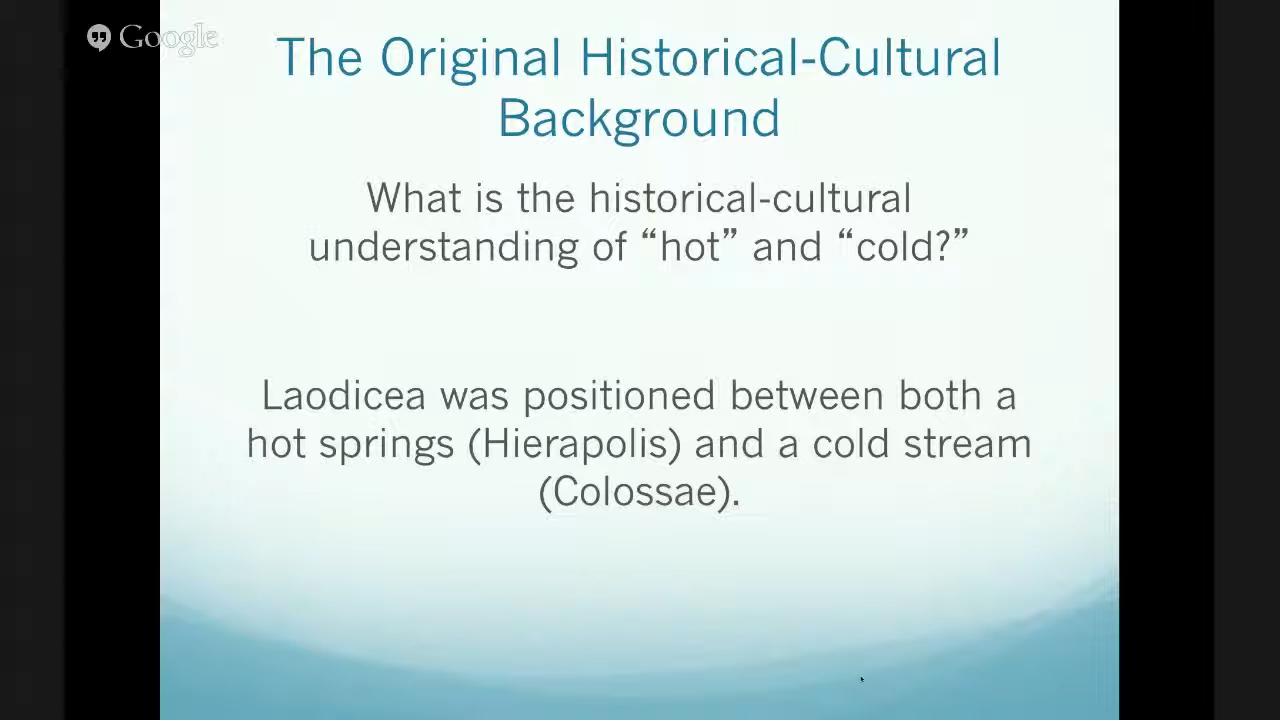 Google
The Original Historical-Cultural
Background
What is the historical-cultural
understanding of “hot” and “cold?”
Laodicea was positioned between both a
hot springs (Hierapolis) and a cold stream
(Colossae).